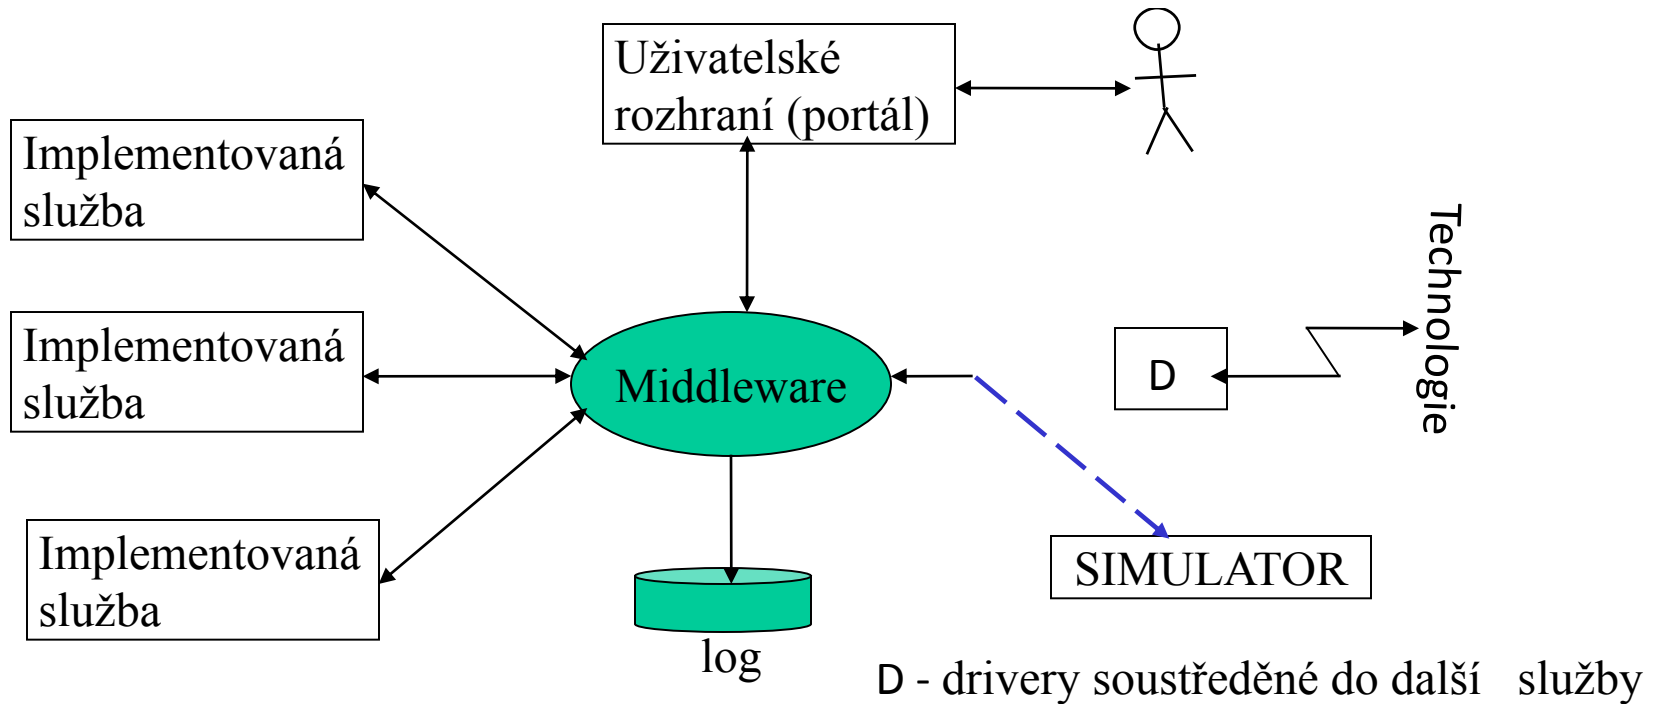 Uživatelské
rozhraní (portál)
Implementovaná
služba
Technologie
Implementovaná
služba
Middleware
D
Implementovaná
služba
SIMULATOR
log
D - drivery soustředěné do další služby